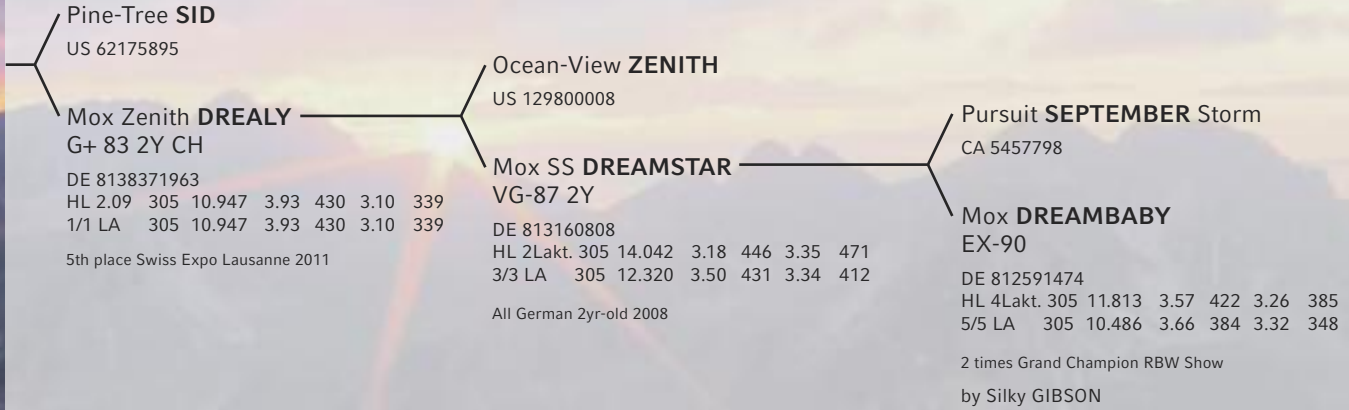 Pine-Tree SID
US 62175895
Mox Zenith DREALY
G+ 83 2Y CH
DE 8138371963
HL 2.09 305 10.947 3.93 430 3.10 339
1/1 LA 305 10.947 3.93 430 3.10 339
5th place Swiss Expo Lausanne 2011
Ocean-View ZENITH
US 129800008
Mox SS DREAMSTAR
VG-87 2Y
DE 813160808
HL 2Lakt. 305 14.042 3.18 446 3.35 471
3/3 LA 305 12.320 3.50 431 3.34 412
All German 2yr-old 2008
Pursuit SEPTEMBER Storm
CA 5457798
Mox DREAMBABY
EX-90
DE 812591474
HL 4Lakt. 305 11.813 3.57 422 3.26 385
5/5 LA 305 10.486 3.66 384 3.32 348
2 times Grand Champion RBW Show
by Silky GIBSON